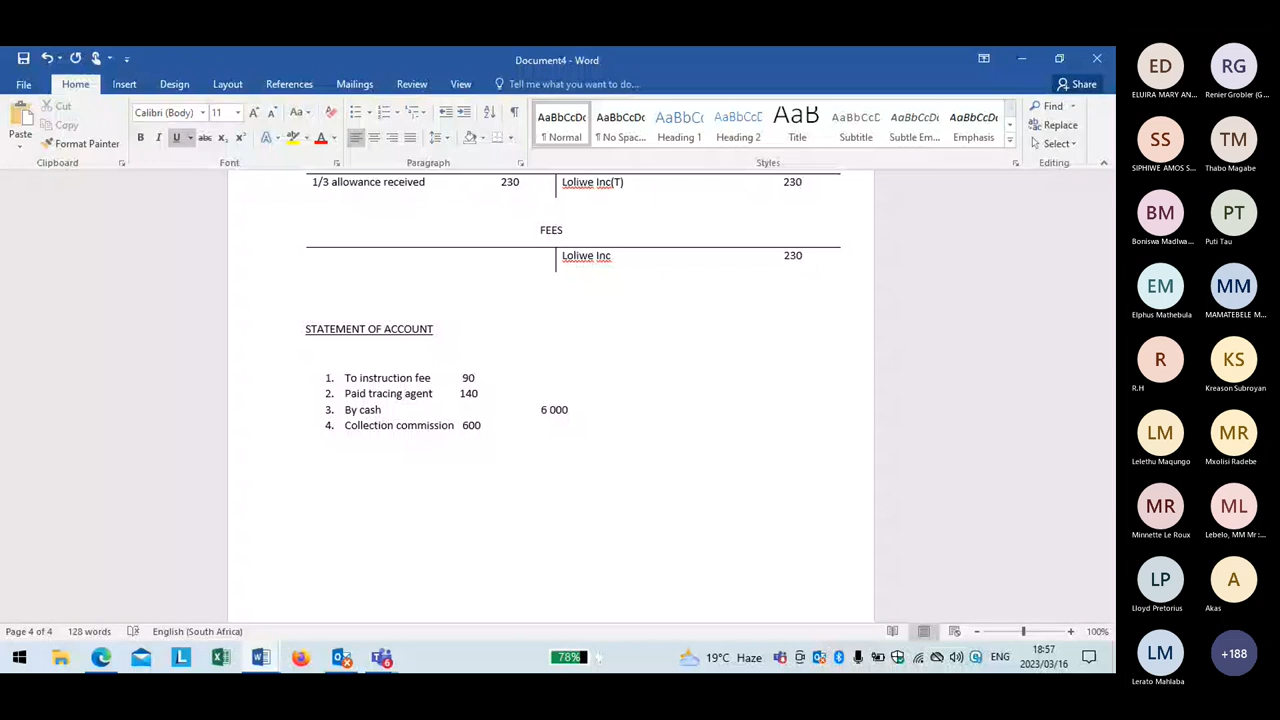 Document4 - Word
File Home Insert Design Layout References Mailings Review View Tell me what you want to do... Share
Paste
Cut
Copy
Format Painter
Clipboard
Calibri (Body) 11
Font
Paragraph
AaBbCcDc AaBbCcDc AaBbCc AaBbCcD AaB AaBbCcD AaBbCcDc AaBbCcDc
¶ Normal ¶ No Spac... Heading 1 Heading 2 Title Subtitle Subtle Em... Emphasis
Styles
Find
Replace
Select
Editing
1/3 allowance received 230 Loliwe Inc(T) 230
FEES
Loliwe Inc 230
STATEMENT OF ACCOUNT
1. To instruction fee 90
2. Paid tracing agent 140
3. By cash 6 000
4. Collection commission 600
Page 4 of 4 128 words English (South Africa) 100%
78% 19°C Haze ENG 18:57
2023/03/16
ED RG
ELUIRA MARY AN... Renier Grobler (G...
SS TM
SIPHIWE AMOS S... Thabo Magabe
BM PT
Boniswa Madlwa... Puti Tau
EM MM
Elphus Mathebula MAMATEBELE M...
R KS
R.H Kreason Subroyan
LM MR
Lelethu Maqungo Mxolisi Radebe
MR ML
Minnette Le Roux Lebelo, MM Mr :...
LP A
Lloyd Pretorius Akas
LM +188
Lerato Mahlaba